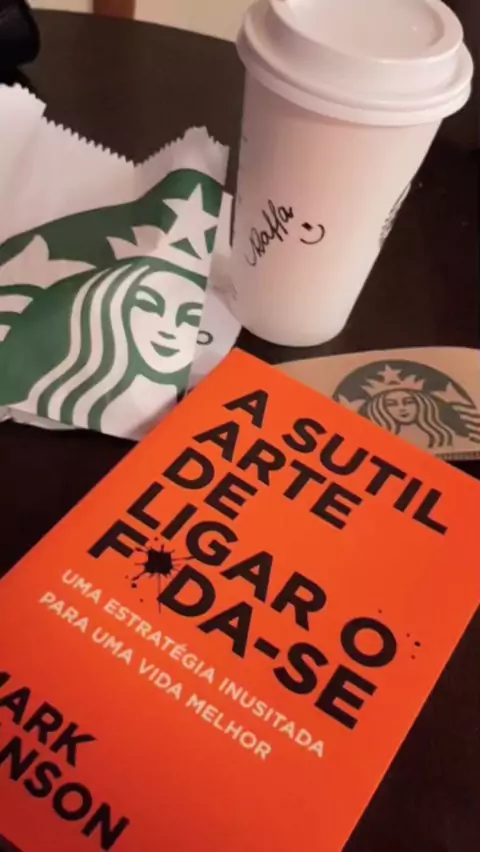 Raffa
A SUTIL
ARTE
DE
LIGAR O
F*DA-SE
UMA ESTRATÉGIA INUSITADA
PARA UMA VIDA MELHOR
MARK
MANSON